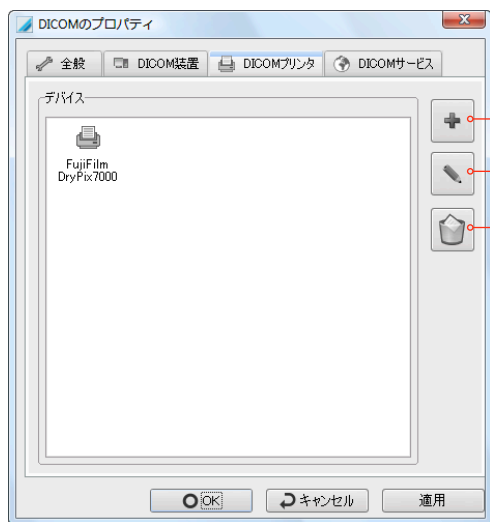 DICOMのプロパティ
全般
DICOM装置
DICOMプリンタ
DICOMサービス
デバイス
FujiFilm
DryPix7000
OK
キャンセル
適用